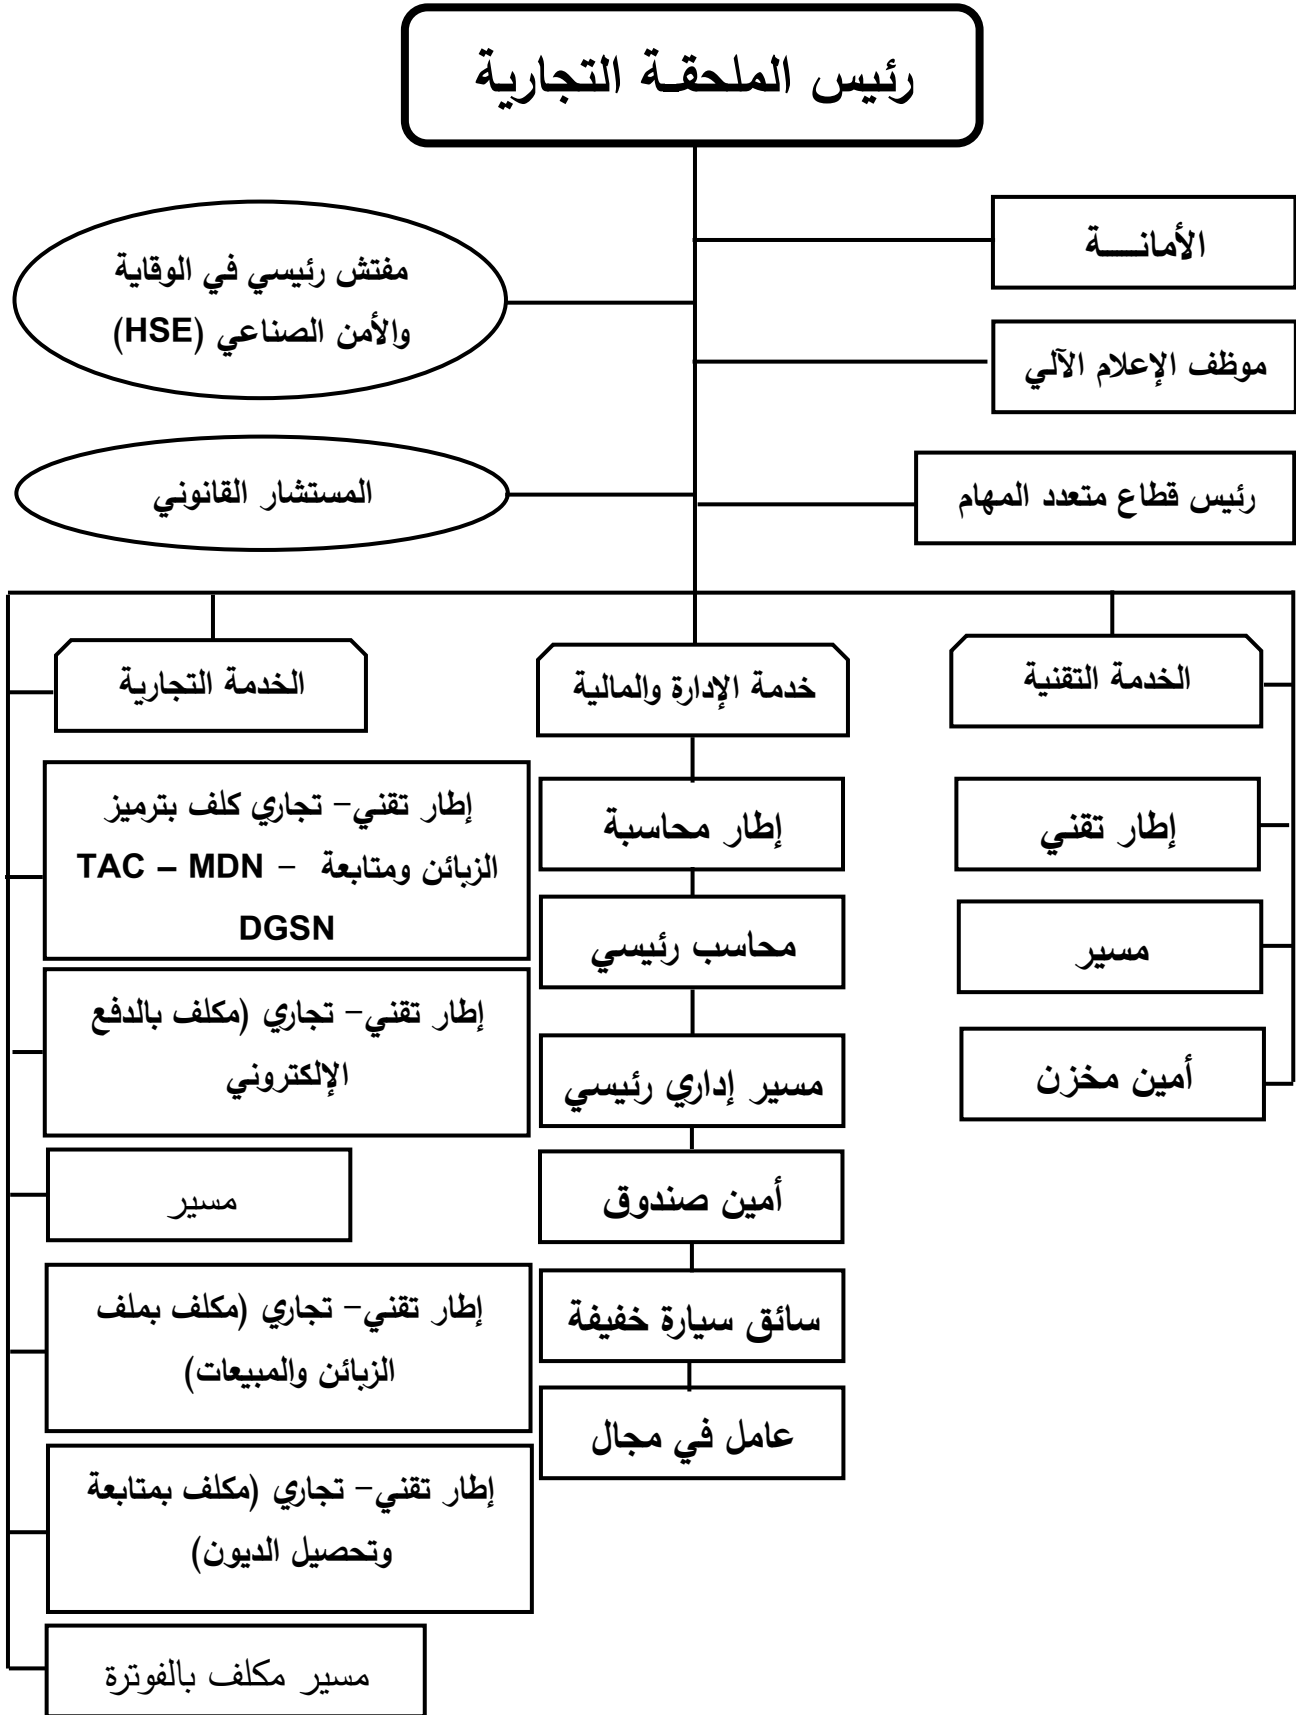 رئيس الملحقة التجارية
الأمانة
مفتش رئيسي في الوقاية
والأمن الصناعي (HSE)
موظف الإعلام الآلي
رئيس قطاع متعدد المهام
المستشار القانوني
الخدمة التقنية
إطار تقني
مسير
أمين مخزن
خدمة الإدارة والمالية
إطار محاسبة
محاسب رئيسي
مسير إداري رئيسي
أمين صندوق
سائق سيارة خفيفة
عامل في مجال
الخدمة التجارية
إطار تقني- تجاري كلف بترميز
الزبائن ومتابعة TAC – MDN –
DGSN
إطار تقني- تجاري (مكلف بالدفع
الإلكتروني
مسير
إطار تقني- تجاري (مكلف بملف
الزبائن والمبيعات)
إطار تقني- تجاري (مكلف بمتابعة
وتحصيل الديون)
مسير مكلف بالفوترة